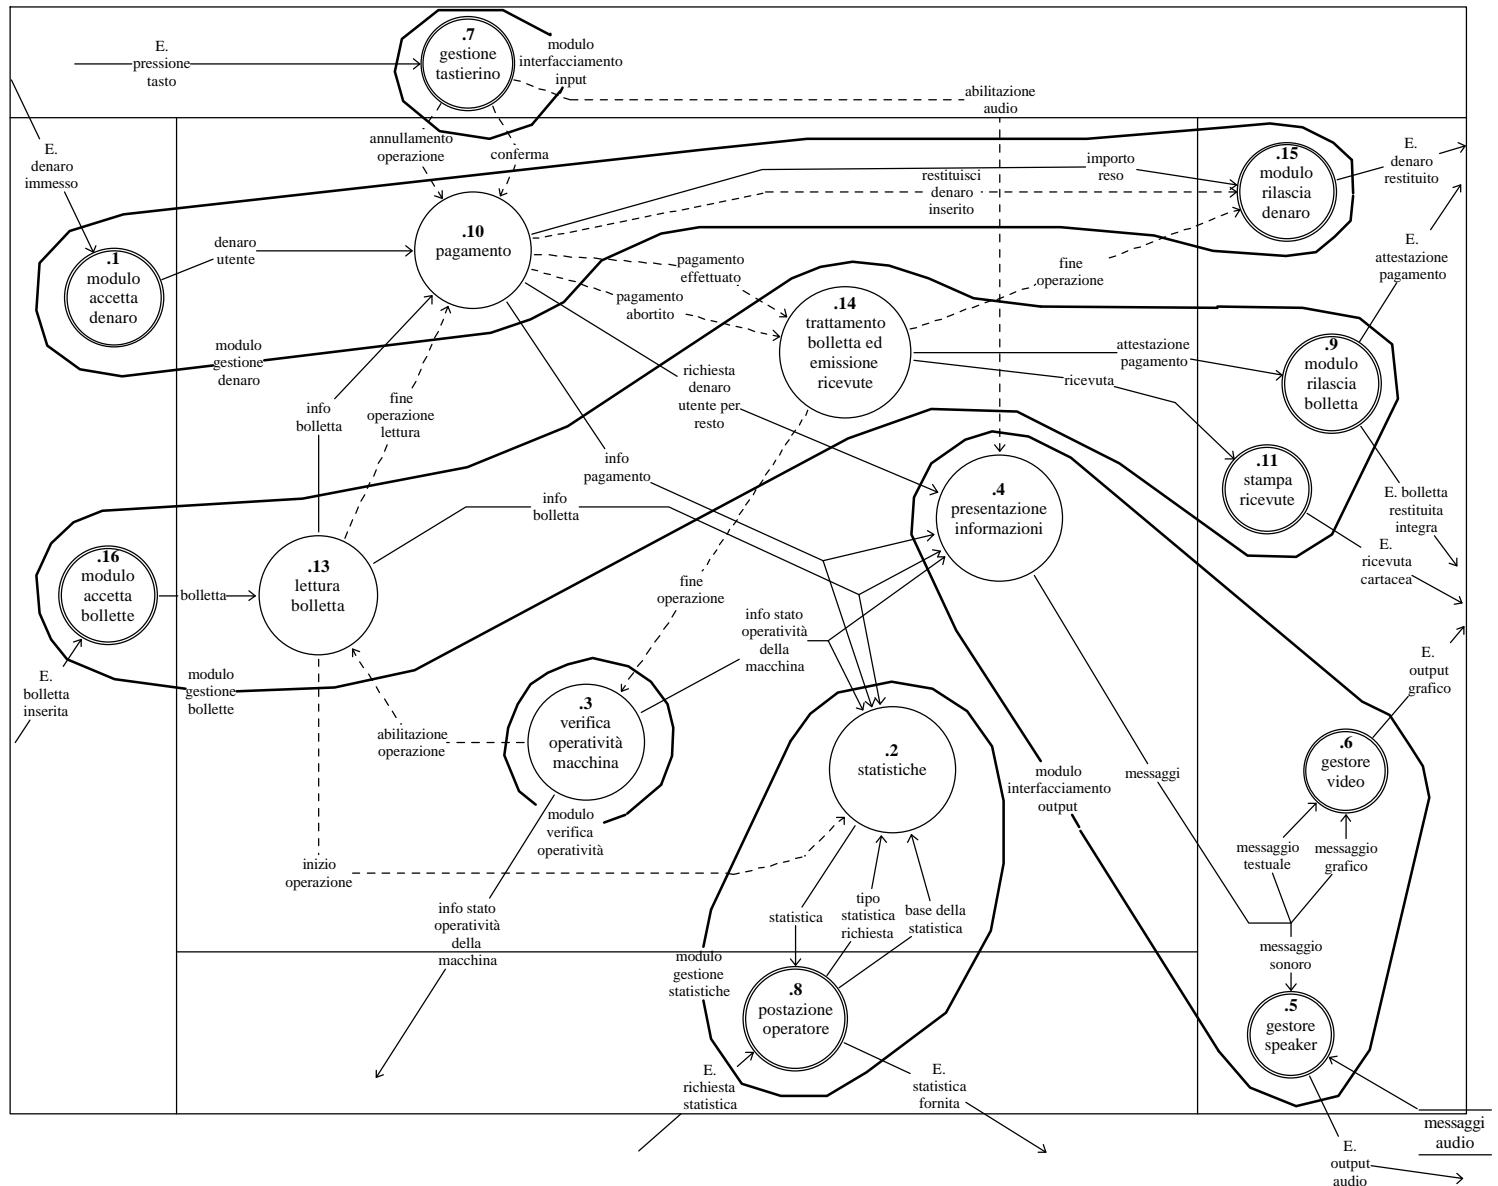 .7
gestione
tastierino
E.
pressione
tasto
modulo
interfacciamento
input
abilitazione
audio
annullamento
operazione
conferma
E.
denaro
immesso
.1
modulo
accetta
denaro
denaro
utente
.10
pagamento
importo
reso
restituisci
denaro
inserito
.15
modulo
rilascia
denaro
E.
denaro
restituito
E.
attestazione
pagamento
pagamento
effettuato
pagamento
abortito
fine
operazione
.14
trattamento
bolletta ed
emissione
ricevute
attestazione
pagamento
ricevuta
.9
modulo
rilascia
bolletta
.11
stampa
ricevute
E. bolletta
restituita
integra
E.
ricevuta
cartacea
modulo
gestione
denaro
info
bolletta
fine
operazione
lettura
richiesta
denaro
utente per
resto
info
pagamento
info
bolletta
.4
presentazione
informazioni
.16
modulo
accetta
bollette
bolletta
.13
lettura
bolletta
E.
bolletta
inserita
modulo
gestione
bollette
fine
operazione
info stato
operatività
della
macchina
.3
verifica
operatività
macchina
abilitazione
operazione
modulo
verifica
operatività
inizio
operazione
info stato
operatività
della
macchina
.2
statistiche
modulo
interfacciamento
output
messaggi
E.
output
grafico
.6
gestore
video
messaggio
testuale
messaggio
grafico
messaggio
sonoro
statistica
tipo
statistica
richiesta
base della
statistica
modulo
gestione
statistiche
.8
postazione
operatore
.5
gestore
speaker
E.
richiesta
statistica
E.
statistica
fornita
messaggi
audio
E.
output
audio